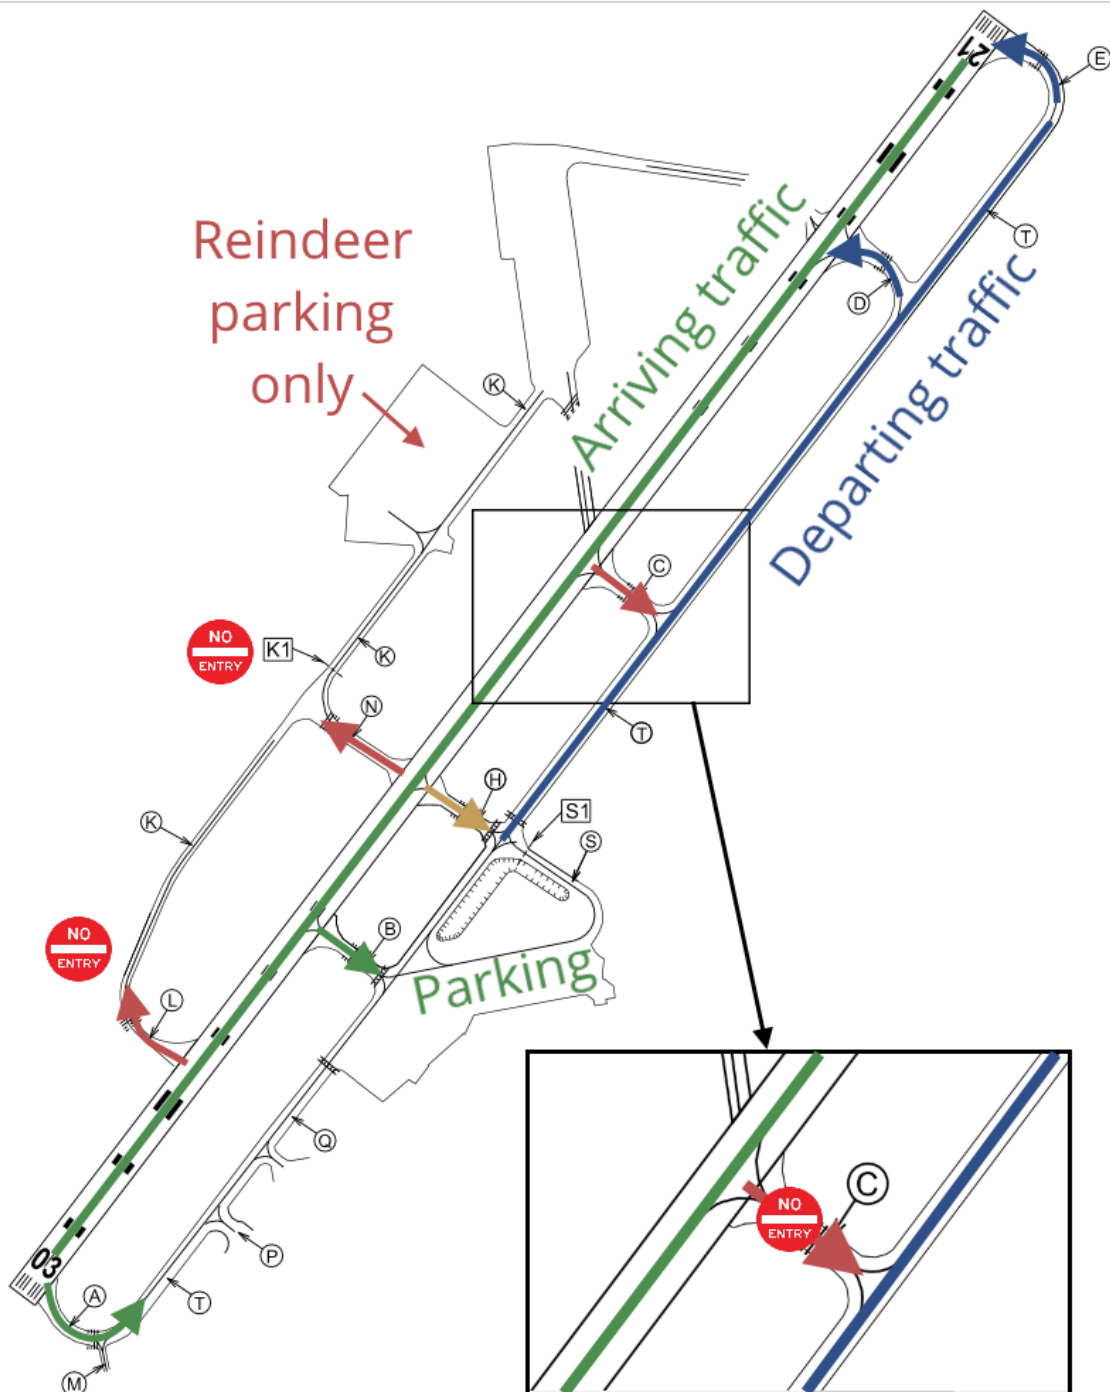 21
E
T
D
Arriving traffic
Departing traffic
Reindeer
parking
only
K
C
NO
ENTRY
K1
K
N
T
H
S1
S
K
B
NO
ENTRY
Parking
L
Q
P
T
03
A
M
C
NO
ENTRY